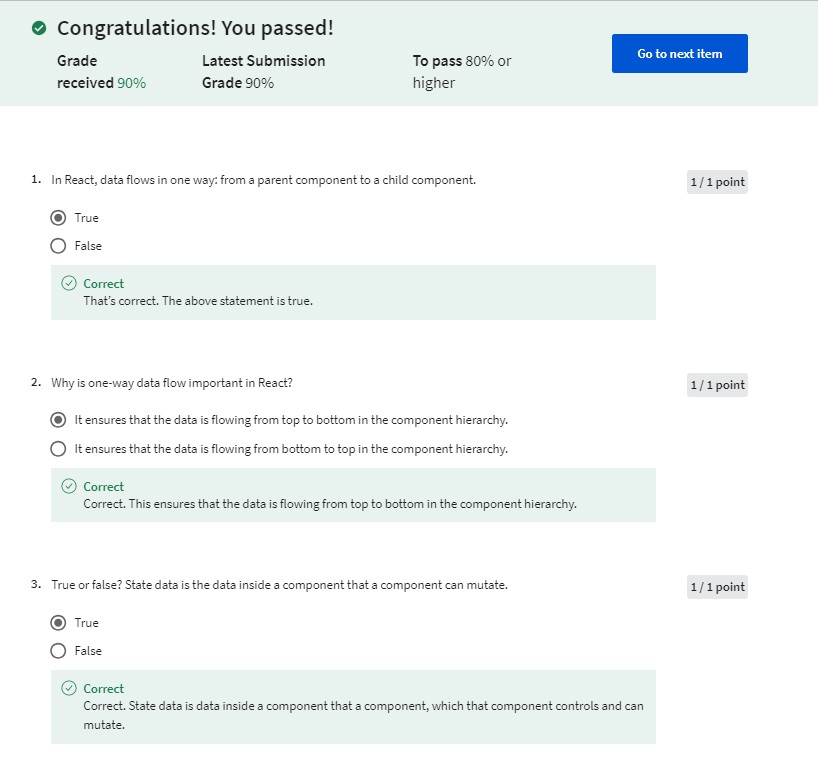 Congratulations! You passed!
Grade received 90%
Latest Submission Grade 90%
To pass 80% or higher
Go to next item
1. In React, data flows in one way: from a parent component to a child component.
1 / 1 point
True
False
Correct
That's correct. The above statement is true.
2. Why is one-way data flow important in React?
1 / 1 point
It ensures that the data is flowing from top to bottom in the component hierarchy.
It ensures that the data is flowing from bottom to top in the component hierarchy.
Correct
Correct. This ensures that the data is flowing from top to bottom in the component hierarchy.
3. True or false? State data is the data inside a component that a component can mutate.
1 / 1 point
True
False
Correct
Correct. State data is data inside a component that a component, which that component controls and can
mutate.